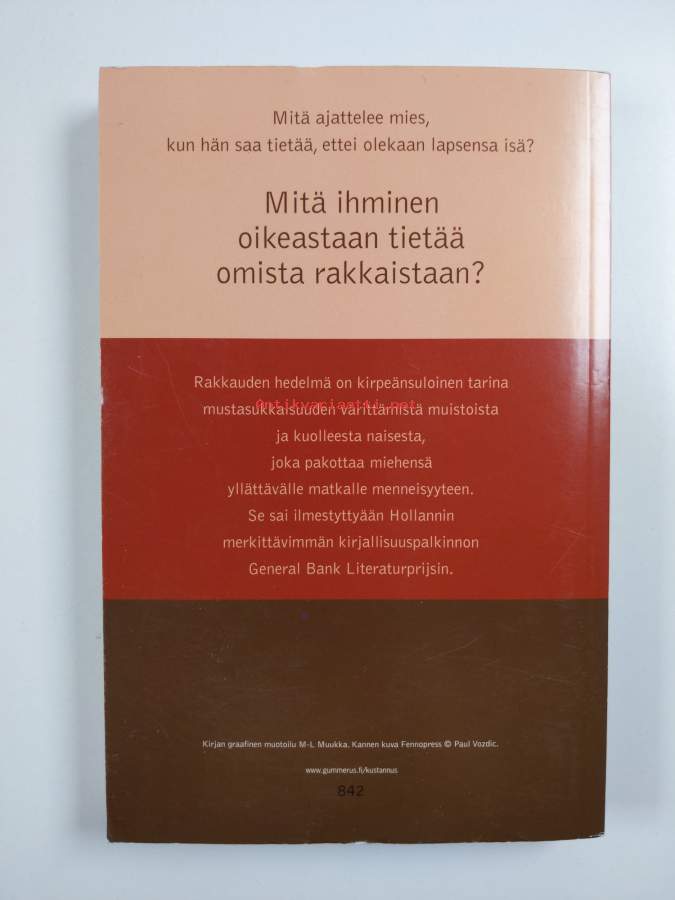 Mitä ajattelee mies,
kun hän saa tietää, ettei olekaan lapsensa isä?
Mitä ihminen
oikeastaan tietää
omista rakkaistaan?
Rakkauden hedelmä on kirpeänsuloinen tarina
Antikvariaatti.net
mustasukkaisuuden värittämistä muistoista
ja kuolleesta naisesta,
joka pakottaa miehensä
yllättävälle matkalle menneisyyteen.
Se sai ilmestyttyään Hollannin
merkittävimmän kirjallisuuspalkinnon
General Bank Literaturprijsin.
Kirjan graafinen muotoilu M-L Muukka. Kannen kuva Fennopress © Paul Vozdic.
www.gummerus.fi/kustannus
842